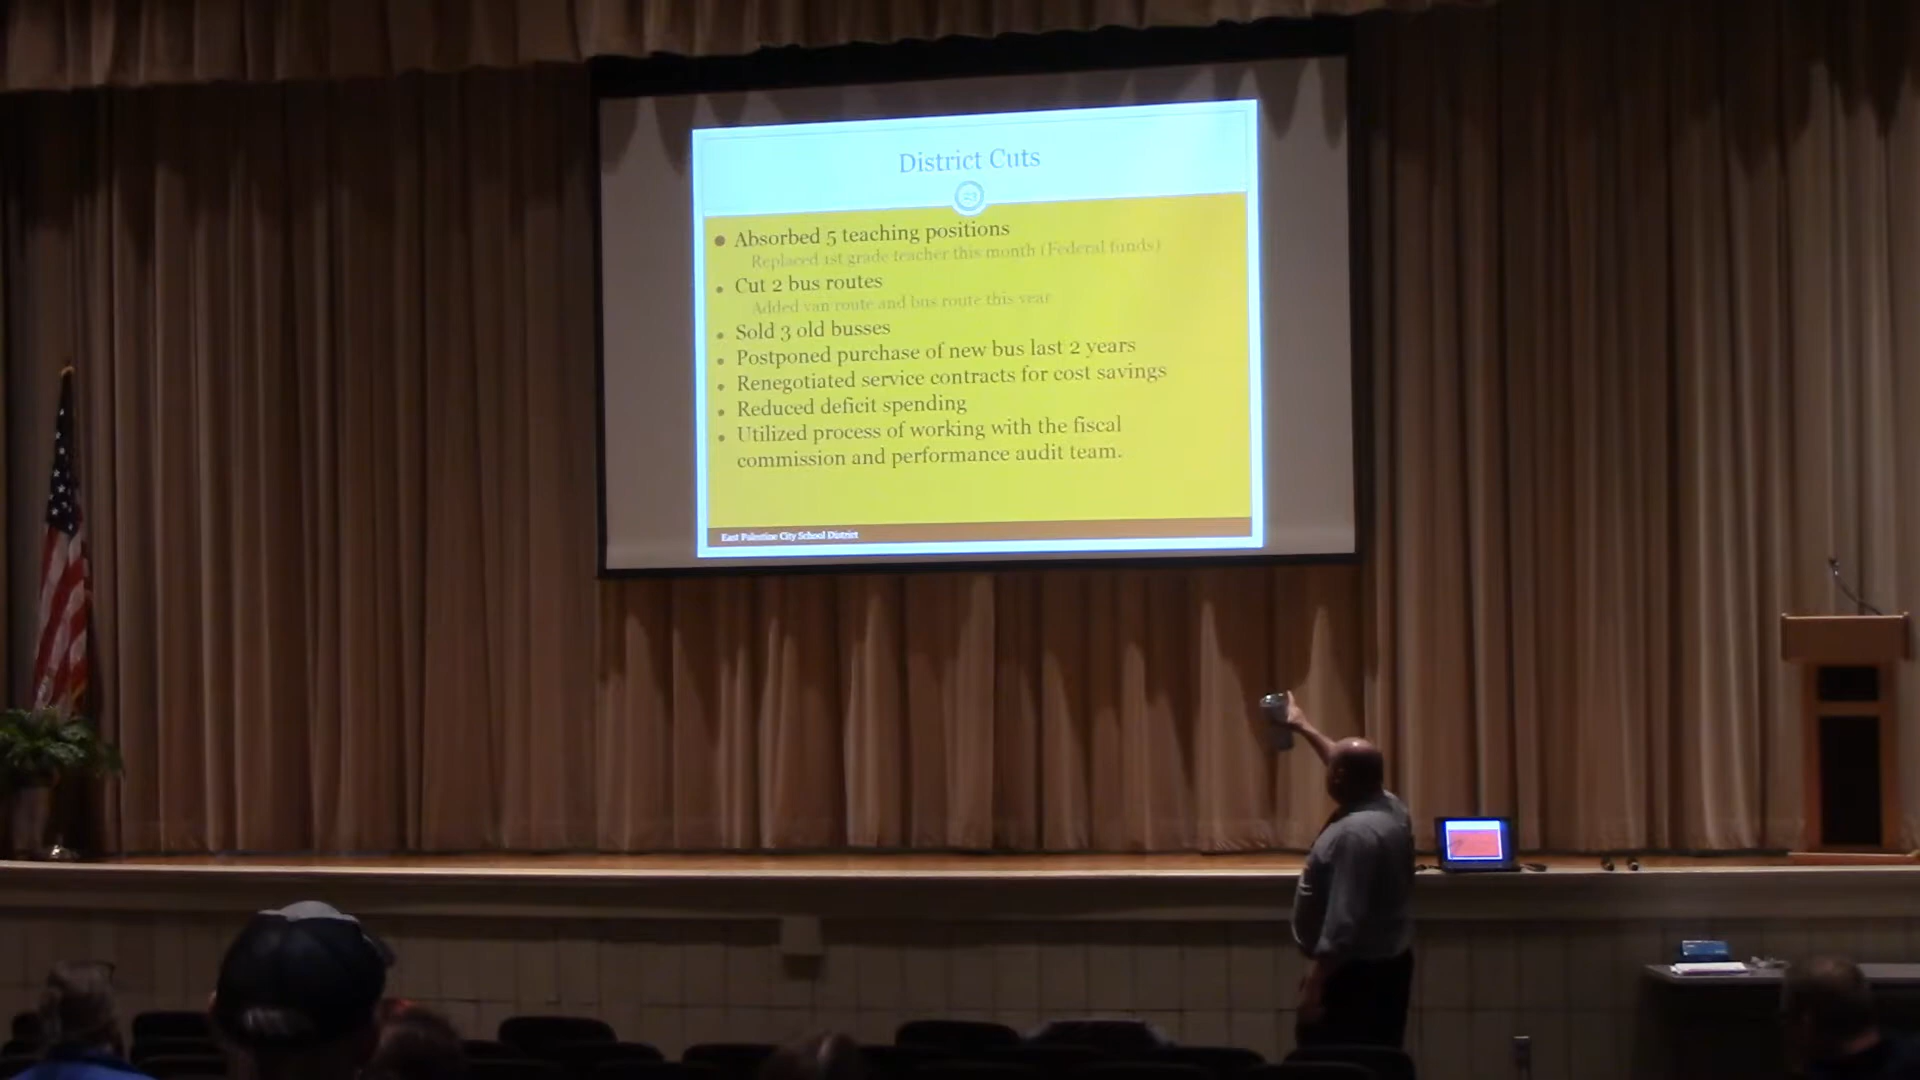 District Cuts
23
Absorbed 5 teaching positions
Replaced 1st grade teacher this month (Federal funds)
Cut 2 bus routes
Added van route and bus route this year
Sold 3 old busses
Postponed purchase of new bus last 2 years
Renegotiated service contracts for cost savings
Reduced deficit spending
Utilized process of working with the fiscal
commission and performance audit team.
East Palestine City School District